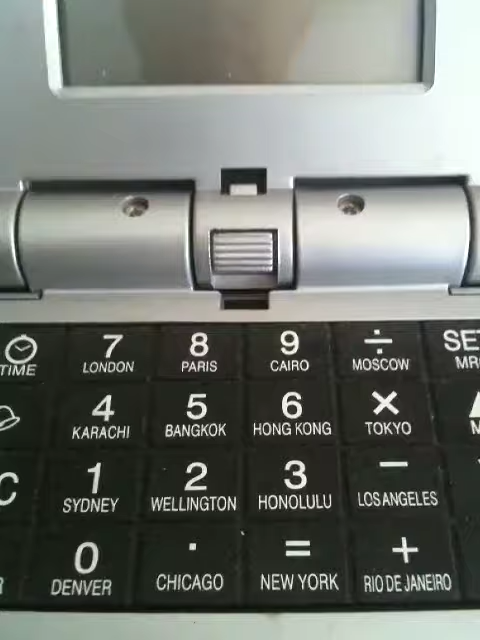 7 8 9 ÷ SET
TIME LONDON PARIS CAIRO MOSCOW
4 5 6 ×
KARACHI BANGKOK HONG KONG TOKYO
C 1 2 3 −
SYDNEY WELLINGTON HONOLULU LOS ANGELES
0 . = +
DENVER CHICAGO NEW YORK RIO DE JANEIRO